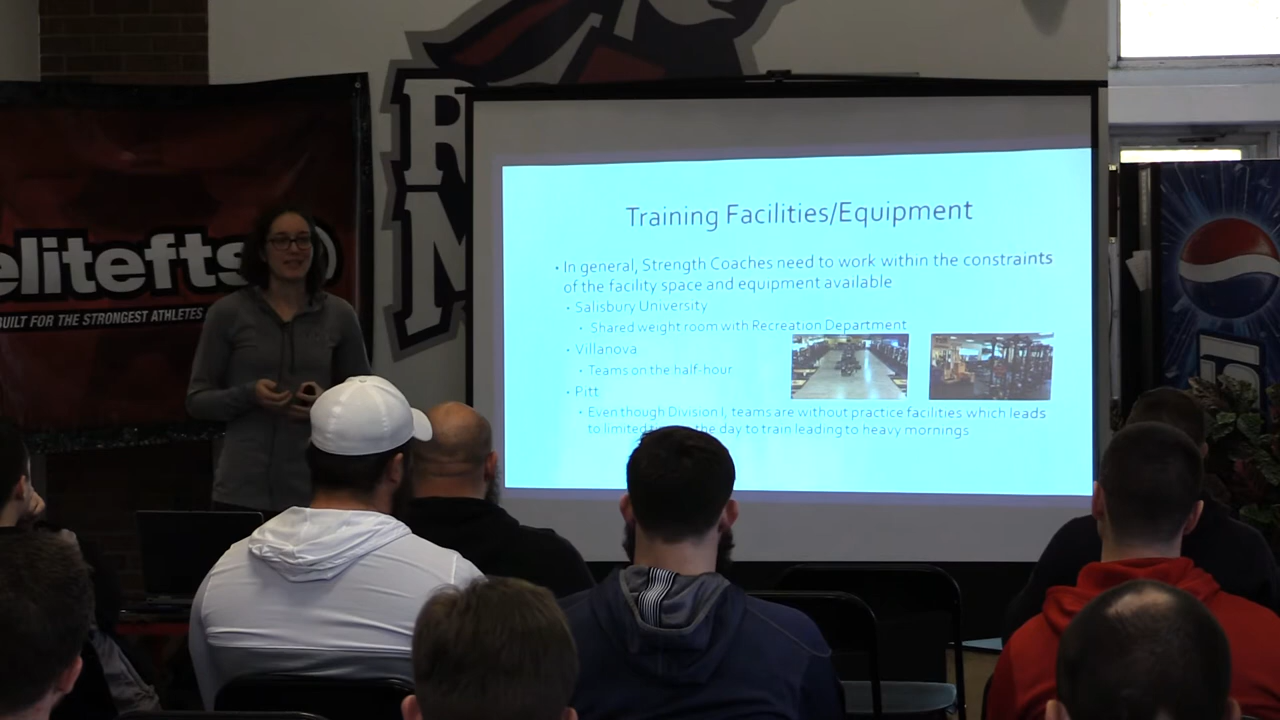 R
M
elitefts
BUILT FOR THE STRONGEST ATHLETES
Training Facilities/Equipment
• In general, Strength Coaches need to work within the constraints
of the facility space and equipment available
• Salisbury University
• Shared weight room with Recreation Department
• Villanova
• Teams on the half-hour
• Pitt
• Even though Division I, teams are without practice facilities which leads
to limited the day to train leading to heavy mornings